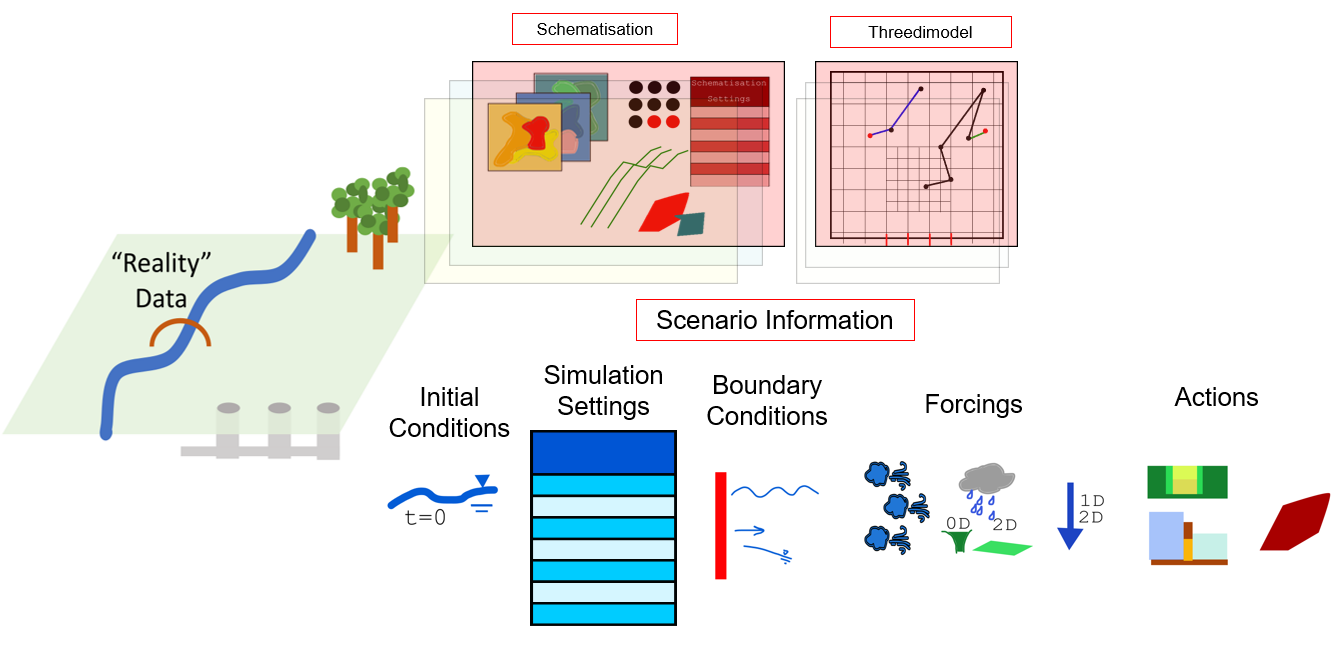 Schematisation
Threedimodel
Schematisation
Settings
“Reality”
Data
Scenario Information
Initial
Conditions
Simulation
Settings
Boundary
Conditions
Forcings
Actions
t=0
0D
2D
1D
2D